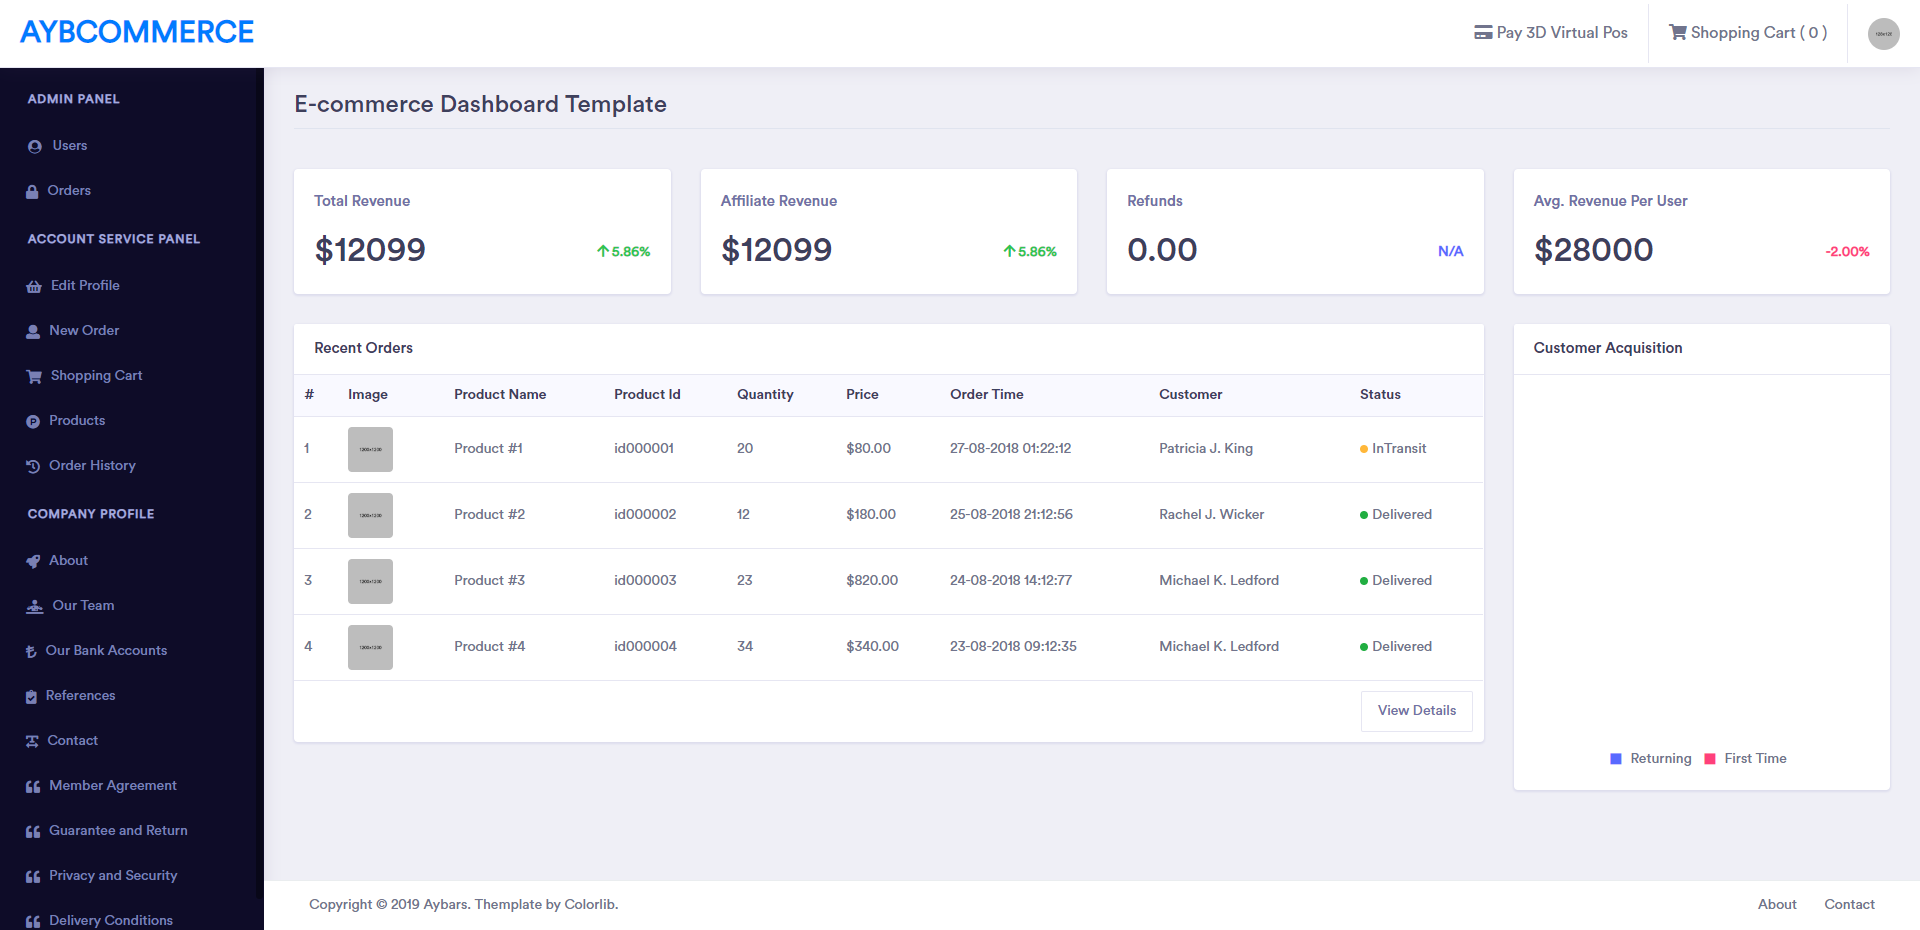 AYBCOMMERCE
Pay 3D Virtual Pos
Shopping Cart ( 0 )
ADMIN PANEL
Users
Orders
ACCOUNT SERVICE PANEL
Edit Profile
New Order
Shopping Cart
Products
Order History
COMPANY PROFILE
About
Our Team
Our Bank Accounts
References
Contact
Member Agreement
Guarantee and Return
Privacy and Security
Delivery Conditions
E-commerce Dashboard Template
Total Revenue
$12099 5.86%
Affiliate Revenue
$12099 5.86%
Refunds
0.00 N/A
Avg. Revenue Per User
$28000 -2.00%
Recent Orders
# Image Product Name Product Id Quantity Price Order Time Customer Status
1 Product #1 id000001 20 $80.00 27-08-2018 01:22:12 Patricia J. King InTransit
2 Product #2 id000002 12 $180.00 25-08-2018 21:12:56 Rachel J. Wicker Delivered
3 Product #3 id000003 23 $820.00 24-08-2018 14:12:77 Michael K. Ledford Delivered
4 Product #4 id000004 34 $340.00 23-08-2018 09:12:35 Michael K. Ledford Delivered
View Details
Customer Acquisition
Returning First Time
Copyright © 2019 Aybars. Themplate by Colorlib.
About Contact